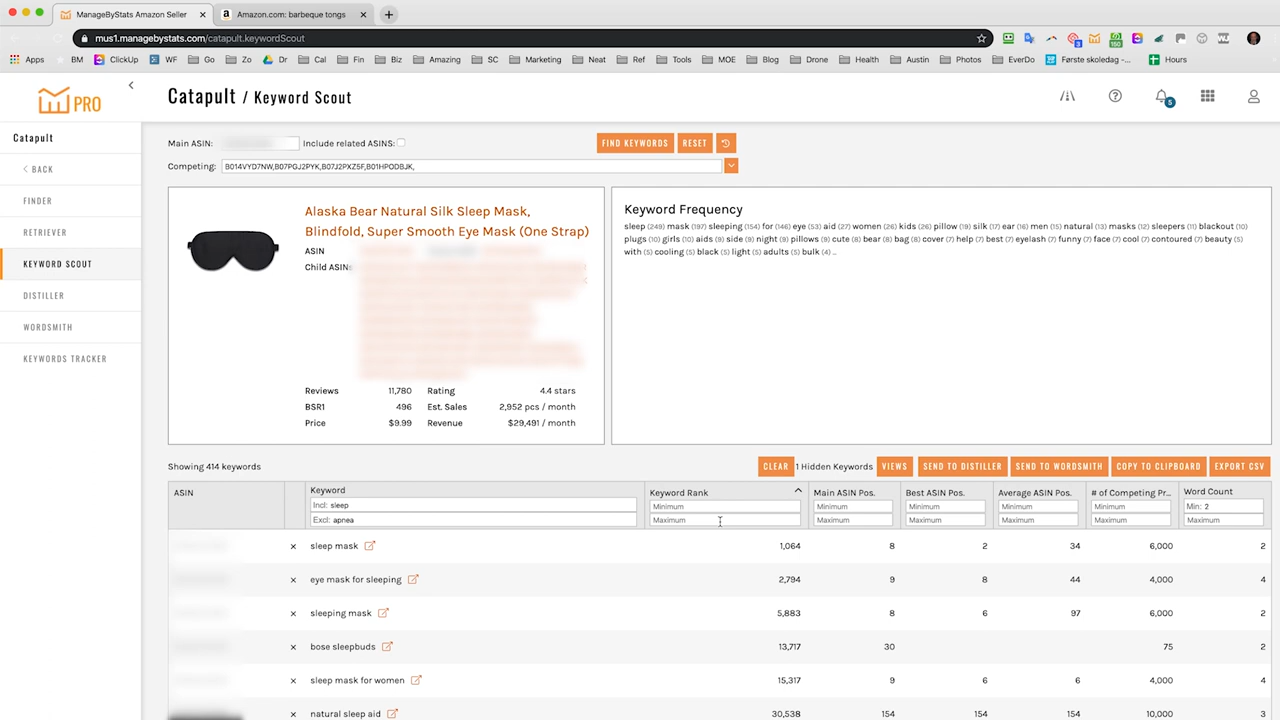 ManageByStats Amazon Seller
Amazon.com: barbeque tongs
mus1.managebystats.com/catapult.keywordScout
Apps BM ClickUp WF Go Zo Dr Cal Fin Biz Amazing SC Marketing Neat Ref Tools MOE Blog Drone Health Austin Photos EverDo Første skoledag -... Hours
PRO
Catapult / Keyword Scout
5
Catapult
BACK
FINDER
RETRIEVER
KEYWORD SCOUT
DISTILLER
WORDSMITH
KEYWORDS TRACKER
Main ASIN: Include related ASINS: FIND KEYWORDS RESET
Competing: B014VYD7NW,B07PGJ2PYK,B07J2PXZ5F,B01HPODBJK,
Alaska Bear Natural Silk Sleep Mask,
Blindfold, Super Smooth Eye Mask (One Strap)
ASIN
Child ASINs
Reviews 11,780 Rating 4.4 stars
BSR1 496 Est. Sales 2,952 pcs / month
Price $9.99 Revenue $29,491 / month
Keyword Frequency
sleep (249) mask (197) sleeping (154) for (146) eye (53) aid (27) women (26) kids (26) pillow (19) silk (17) ear (16) men (15) natural (13) masks (12) sleepers (11) blackout (10)
plugs (10) girls (10) aids (9) side (9) night (9) pillows (9) cute (8) bear (8) bag (8) cover (7) help (7) best (7) eyelash (7) funny (7) face (7) cool (7) contoured (7) beauty (5)
with (5) cooling (5) black (5) light (5) adults (5) bulk (4) ...
Showing 414 keywords CLEAR 1 Hidden Keywords VIEWS SEND TO DISTILLER SEND TO WORDSMITH COPY TO CLIPBOARD EXPORT CSV
ASIN Keyword Keyword Rank Main ASIN Pos. Best ASIN Pos. Average ASIN Pos. # of Competing Pr... Word Count
Incl: sleep Minimum Minimum Minimum Minimum Minimum Min: 2
Excl: apnea Maximum Maximum Maximum Maximum Maximum Maximum
× sleep mask 1,064 8 2 34 6,000 2
× eye mask for sleeping 2,794 9 8 44 4,000 4
× sleeping mask 5,883 8 6 97 6,000 2
× bose sleepbuds 13,717 30 75 2
× sleep mask for women 15,317 9 6 6 4,000 4
× natural sleep aid 30,538 154 154 154 10,000 3